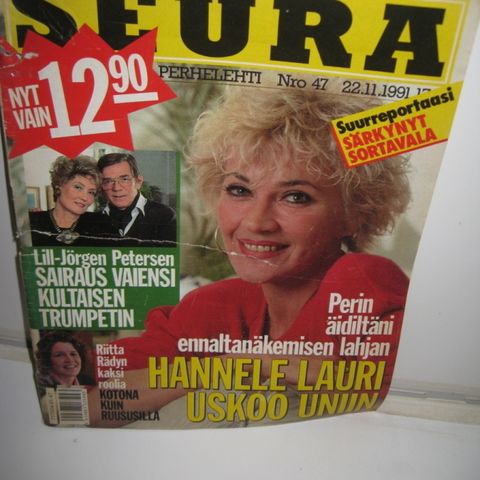 SEURA
PERHELEHTI Nro 47 22.11.1991
NYT
VAIN
12 90
Suurreportaasi
SÄRKYNYT
SORTAVALA
Lill-Jörgen Petersen
SAIRAUS VAIENSI
KULTAISEN
TRUMPETIN
Perin
äidiltäni
ennaltanäkemisen lahjan
HANNELE LAURI
USKOO UNIIN
Riitta
Rädyn
kaksi
roolia
KOTONA
KUIN
RUUSUSILLA